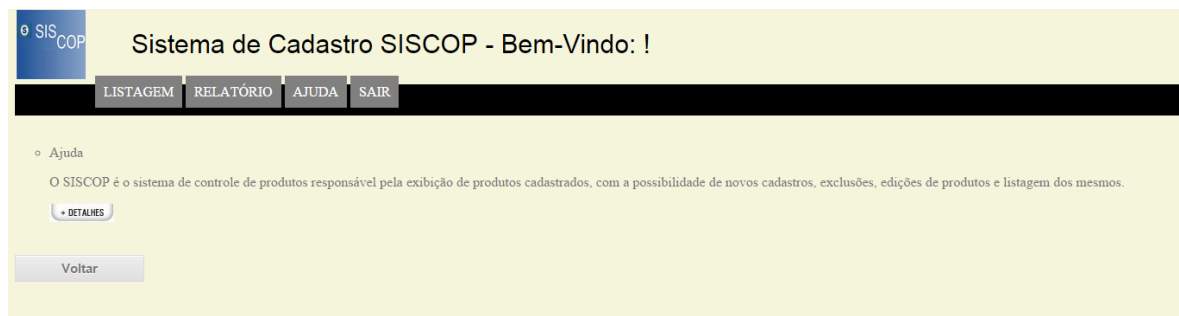 SIS
COP
Sistema de Cadastro SISCOP - Bem-Vindo: !
LISTAGEM RELATÓRIO AJUDA SAIR
Ajuda
O SISCOP é o sistema de controle de produtos responsável pela exibição de produtos cadastrados, com a possibilidade de novos cadastros, exclusões, edições de produtos e listagem dos mesmos.
+ DETALHES
Voltar